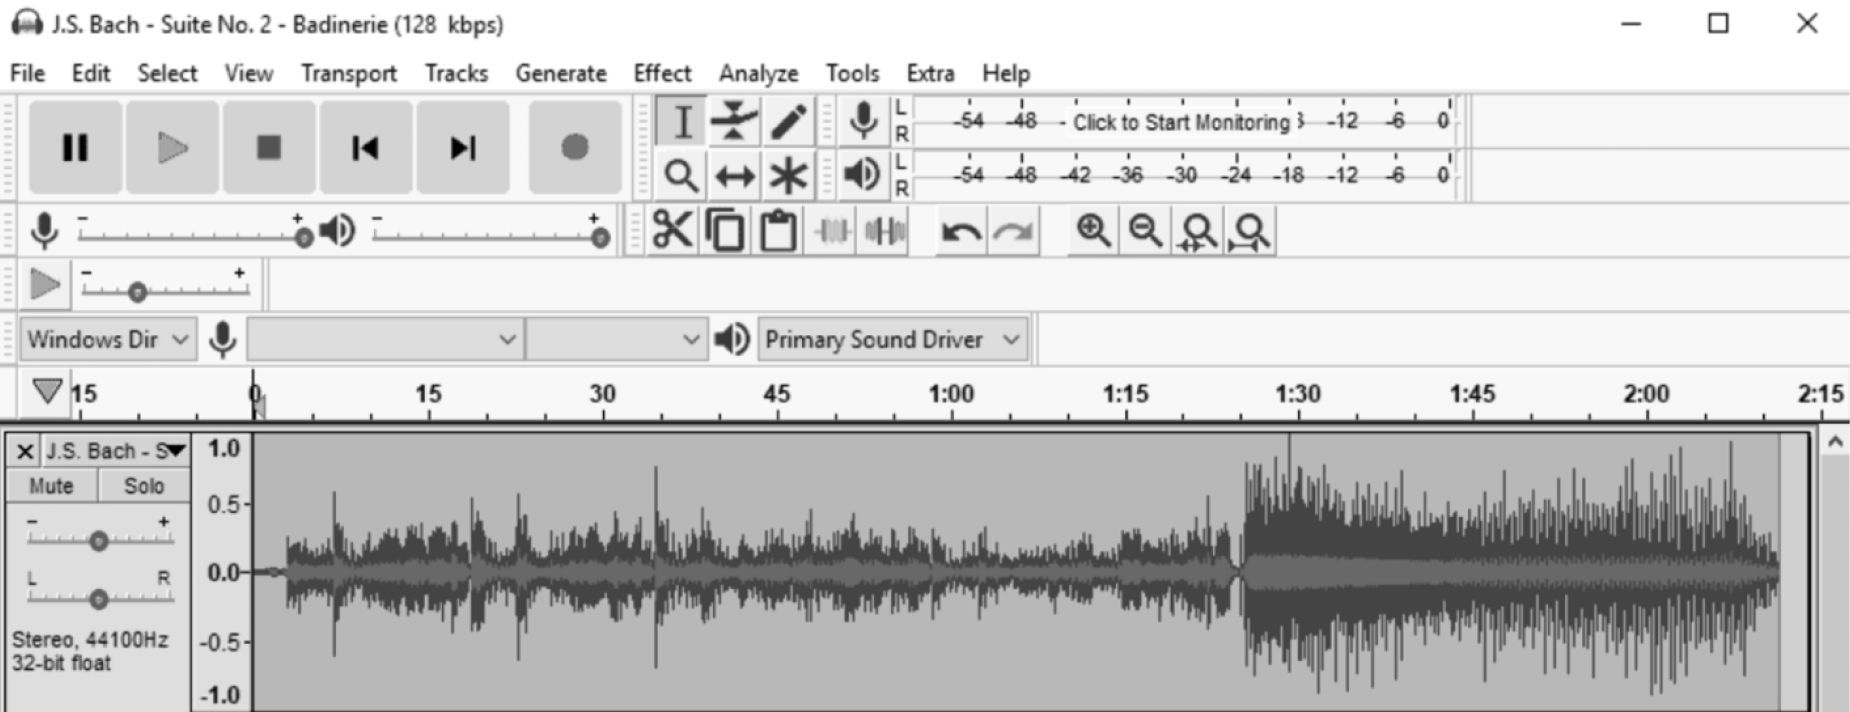 J.S. Bach - Suite No. 2 - Badinerie (128 kbps)
File Edit Select View Transport Tracks Generate Effect Analyze Tools Extra Help
L
R
-54 -48 - Click to Start Monitoring -12 -6 0
L
R
-54 -48 -42 -36 -30 -24 -18 -12 -6 0
- + - +
- +
Windows Dir Primary Sound Driver
15 0 15 30 45 1:00 1:15 1:30 1:45 2:00 2:15
J.S. Bach - S
Mute Solo
- +
L R
Stereo, 44100Hz
32-bit float
1.0
0.5
0.0
-0.5
-1.0